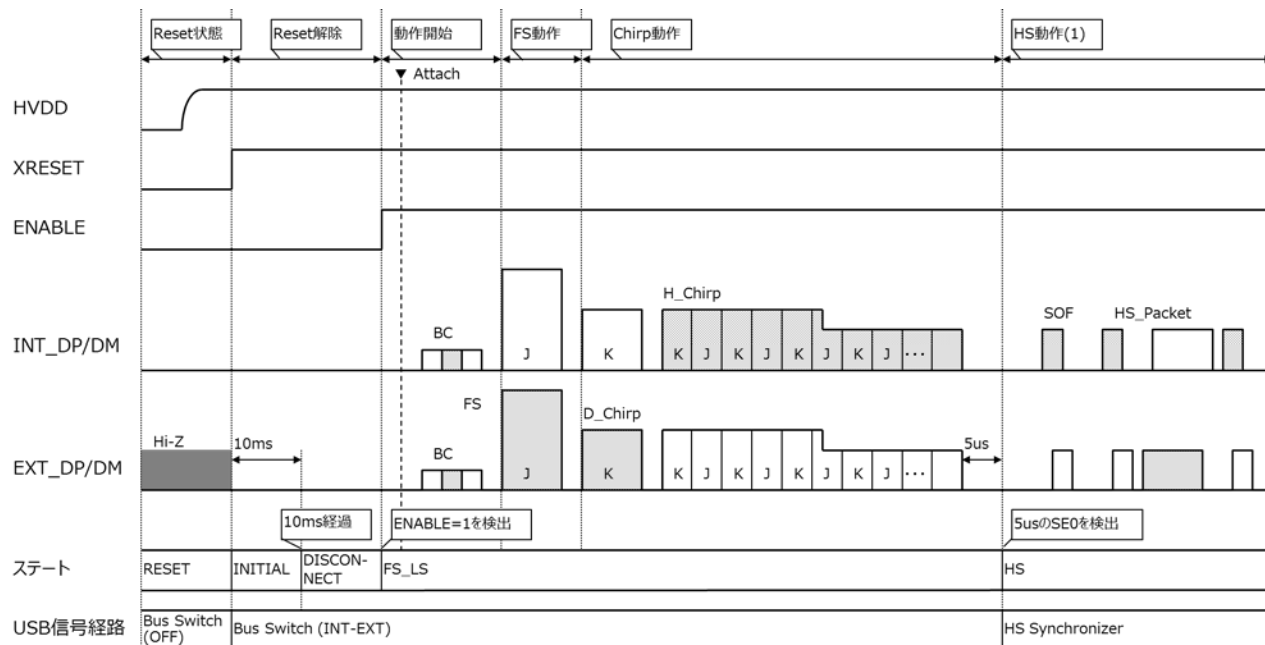 Reset状態
Reset解除
動作開始
FS動作
Chirp動作
HS動作(1)
▼ Attach
HVDD
XRESET
ENABLE
H_Chirp
BC
SOF
HS_Packet
INT_DP/DM
J
K
K J K J K J K J ...
FS
D_Chirp
Hi-Z
10ms
BC
5us
EXT_DP/DM
J
K
K J K J K J K J ...
10ms経過
ENABLE=1を検出
5usのSE0を検出
ステート
RESET
INITIAL
DISCON-
NECT
FS_LS
HS
USB信号経路
Bus Switch
(OFF)
Bus Switch (INT-EXT)
HS Synchronizer